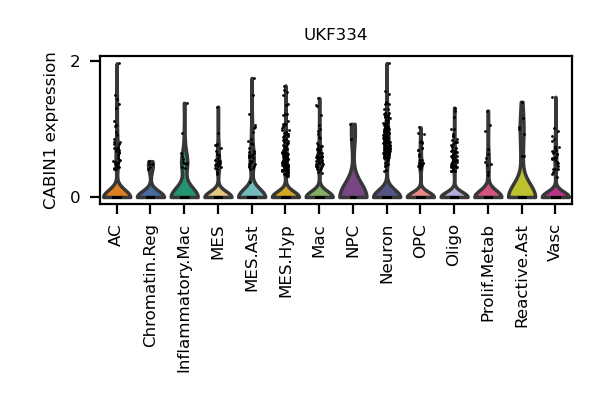 UKF334
CABIN1 expression
2
0
AC
Chromatin.Reg
Inflammatory.Mac
MES
MES.Ast
MES.Hyp
Mac
NPC
Neuron
OPC
Oligo
Prolif.Metab
Reactive.Ast
Vasc